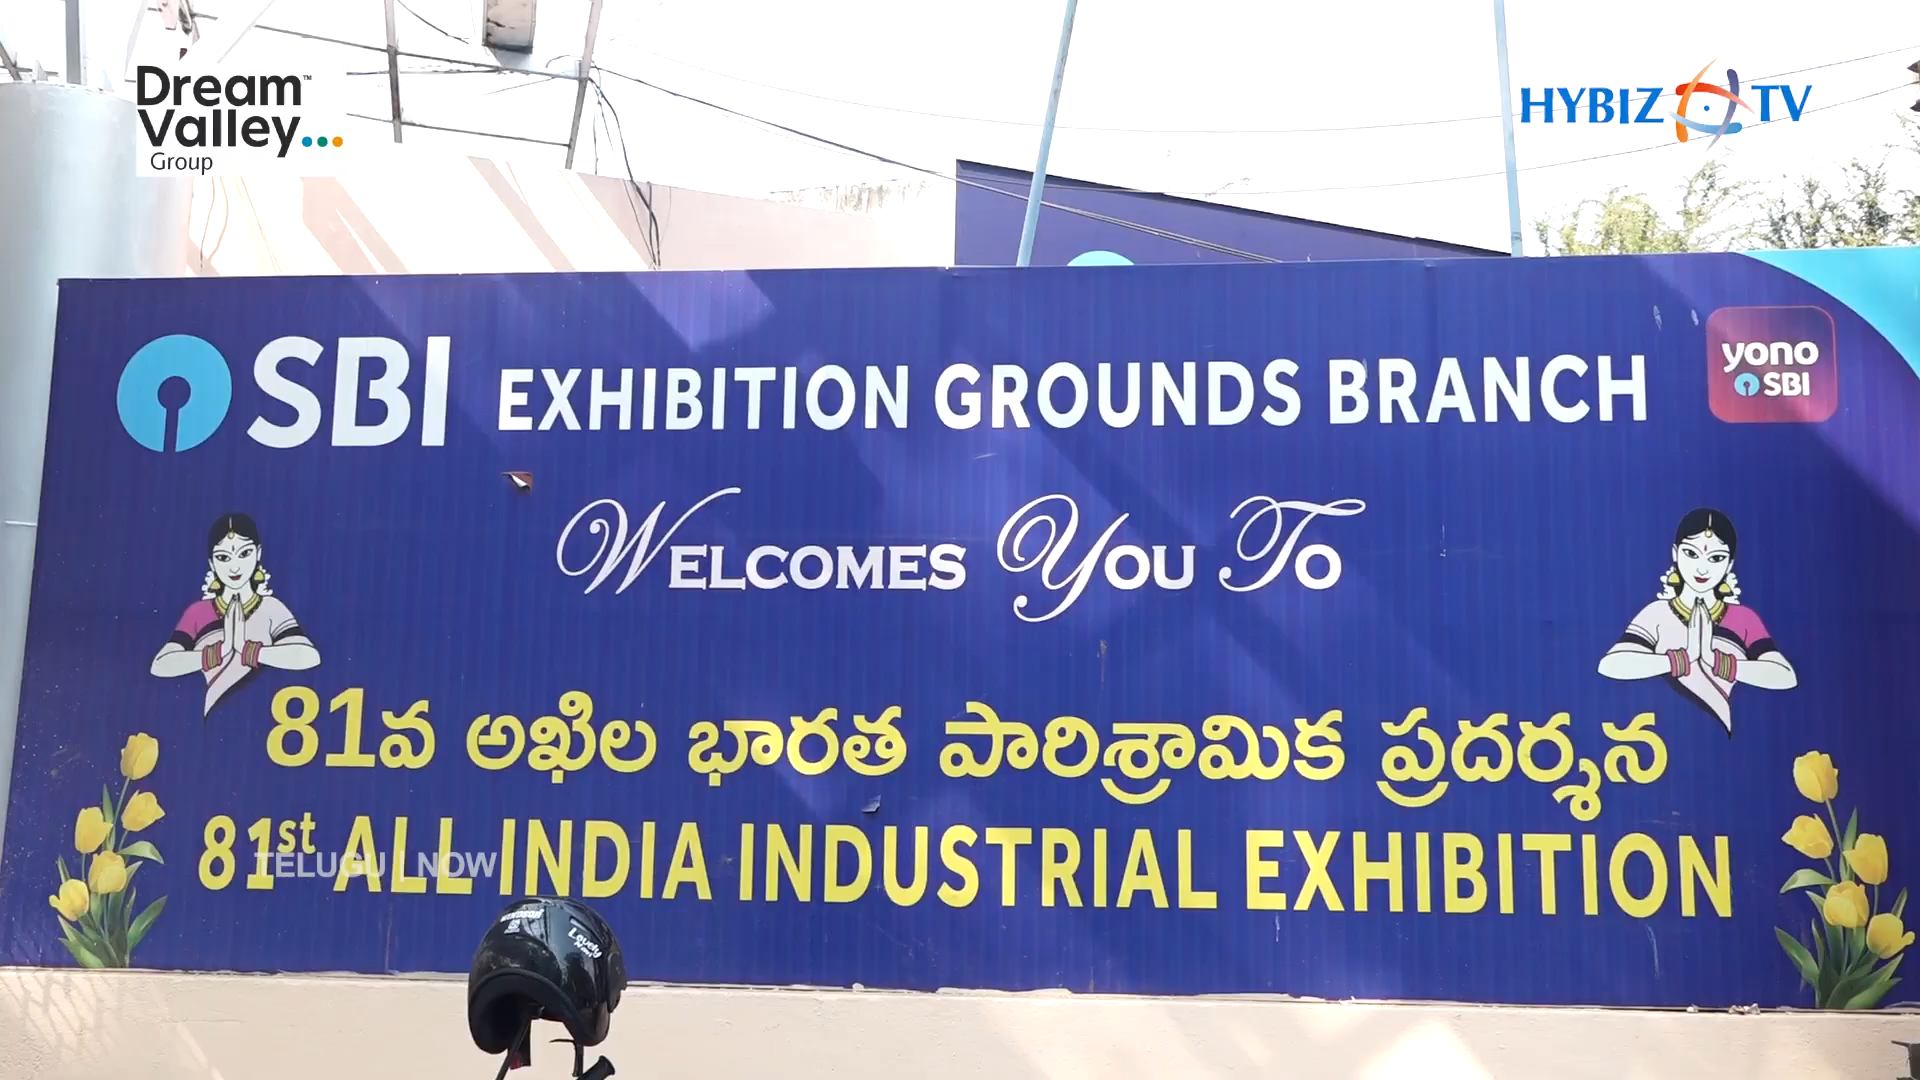 Dream
Valley...
Group
HYBIZ TV
SBI EXHIBITION GROUNDS BRANCH
yono
SBI
WELCOMES YOU TO
81వ అఖిల భారత పారిశ్రామిక ప్రదర్శన
81st ALL INDIA INDUSTRIAL EXHIBITION
TELUGU | NOW
Lovely